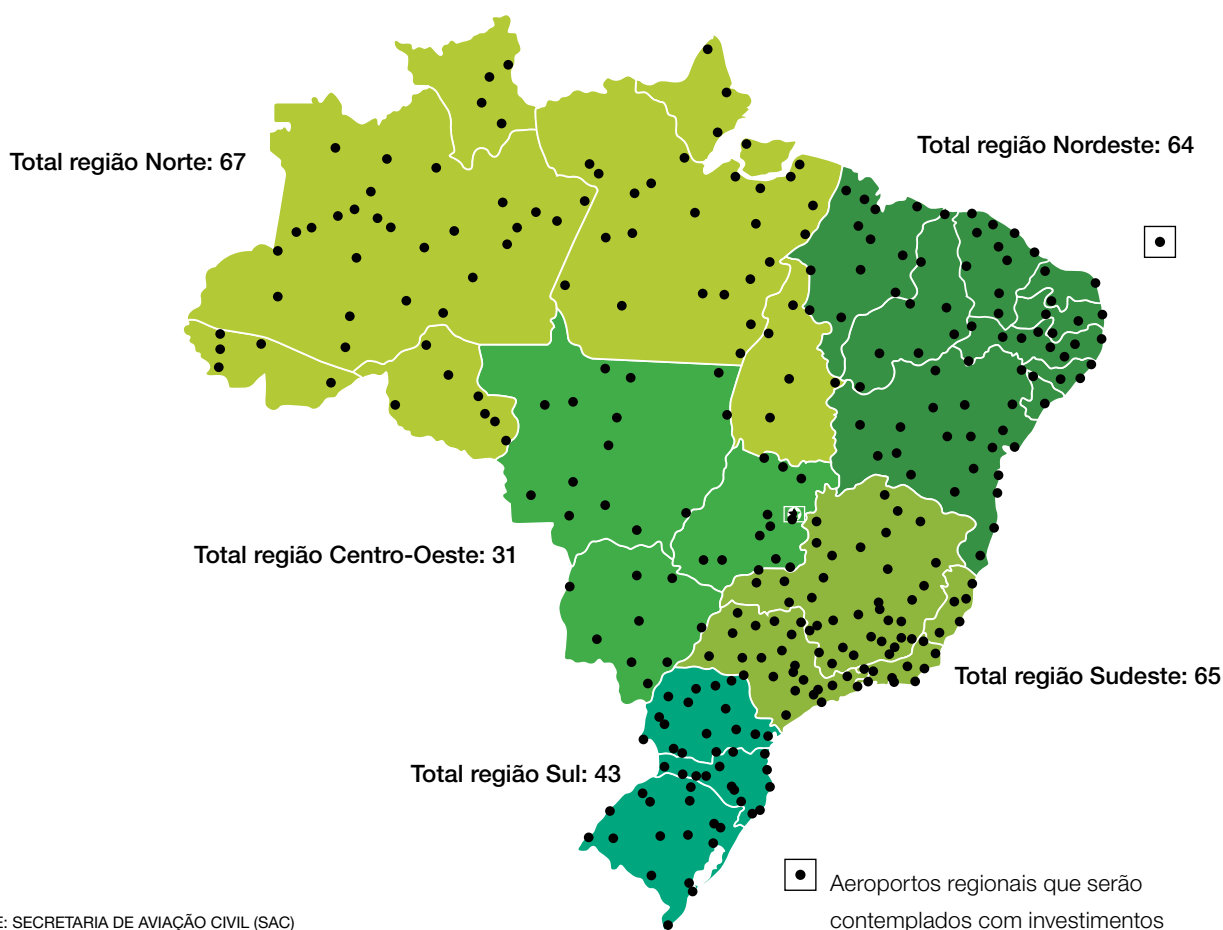 Total região Nordeste: 64
Total região Norte: 67
Total região Centro-Oeste: 31
Total região Sudeste: 65
Total região Sul: 43
Aeroportos regionais que serão
contemplados com investimentos
E: SECRETARIA DE AVIAÇÃO CIVIL (SAC)